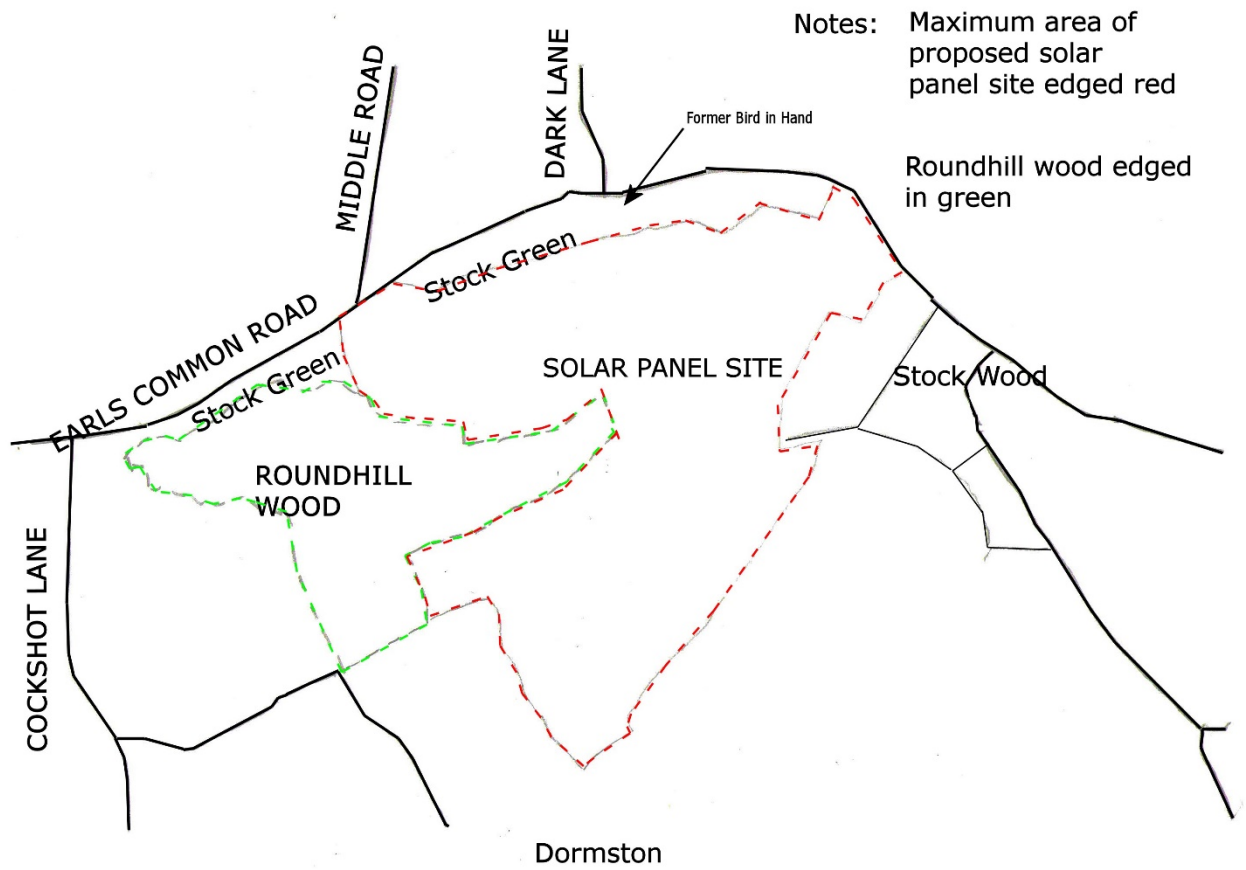 Notes: Maximum area of
proposed solar
panel site edged red
Roundhill wood edged
in green
MIDDLE ROAD
DARK LANE
Former Bird in Hand
Stock Green
EARLS COMMON ROAD
Stock Green
SOLAR PANEL SITE
Stock Wood
ROUNDHILL
WOOD
COCKSHOT LANE
Dormston